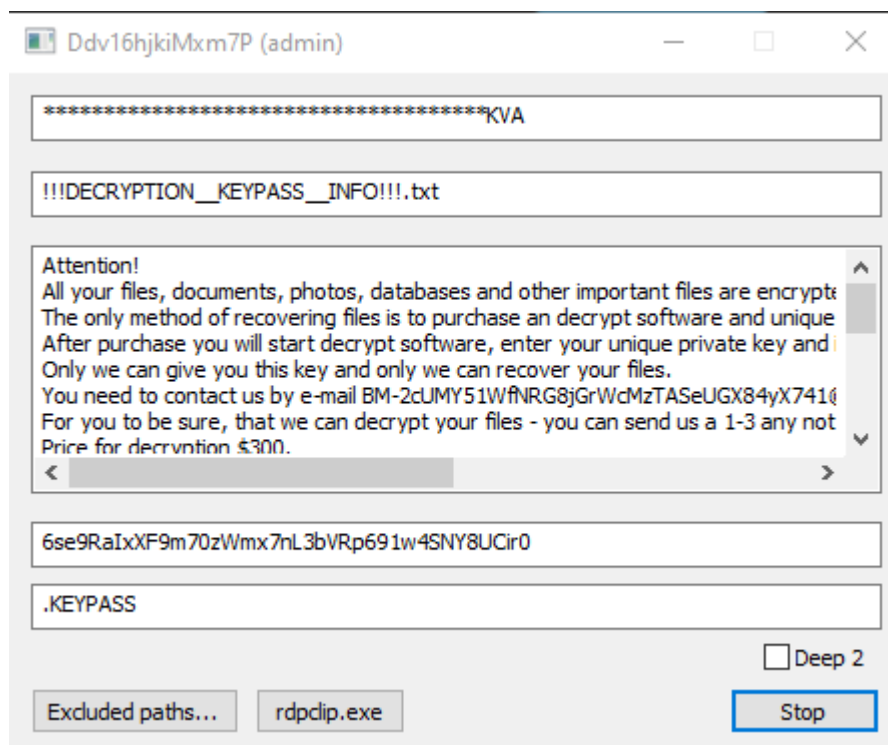 Ddv16hjkiMxm7P (admin)
*************************************KVA
!!!DECRYPTION__KEYPASS__INFO!!!.txt
Attention!
All your files, documents, photos, databases and other important files are encrypte
The only method of recovering files is to purchase an decrypt software and unique
After purchase you will start decrypt software, enter your unique private key and
Only we can give you this key and only we can recover your files.
You need to contact us by e-mail BM-2cUMY51WfNRG8jGrWcMzTASeUGX84yX741@
For you to be sure, that we can decrypt your files - you can send us a 1-3 any not
Price for decryption $300.
6se9RaIxXF9m70zWmx7nL3bVRp691w4SNY8UCir0
.KEYPASS
Deep 2
Excluded paths... rdpclip.exe Stop